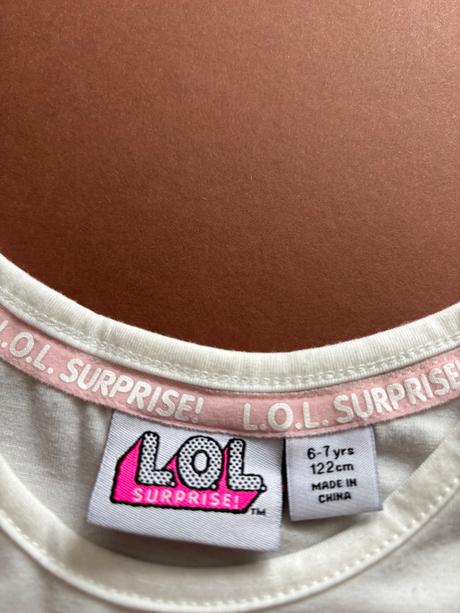 L.O.L. SURPRISE! L.O.L. SURPRISE!
L.O.L.
SURPRISE!
TM
6-7 yrs
122cm
MADE IN
CHINA